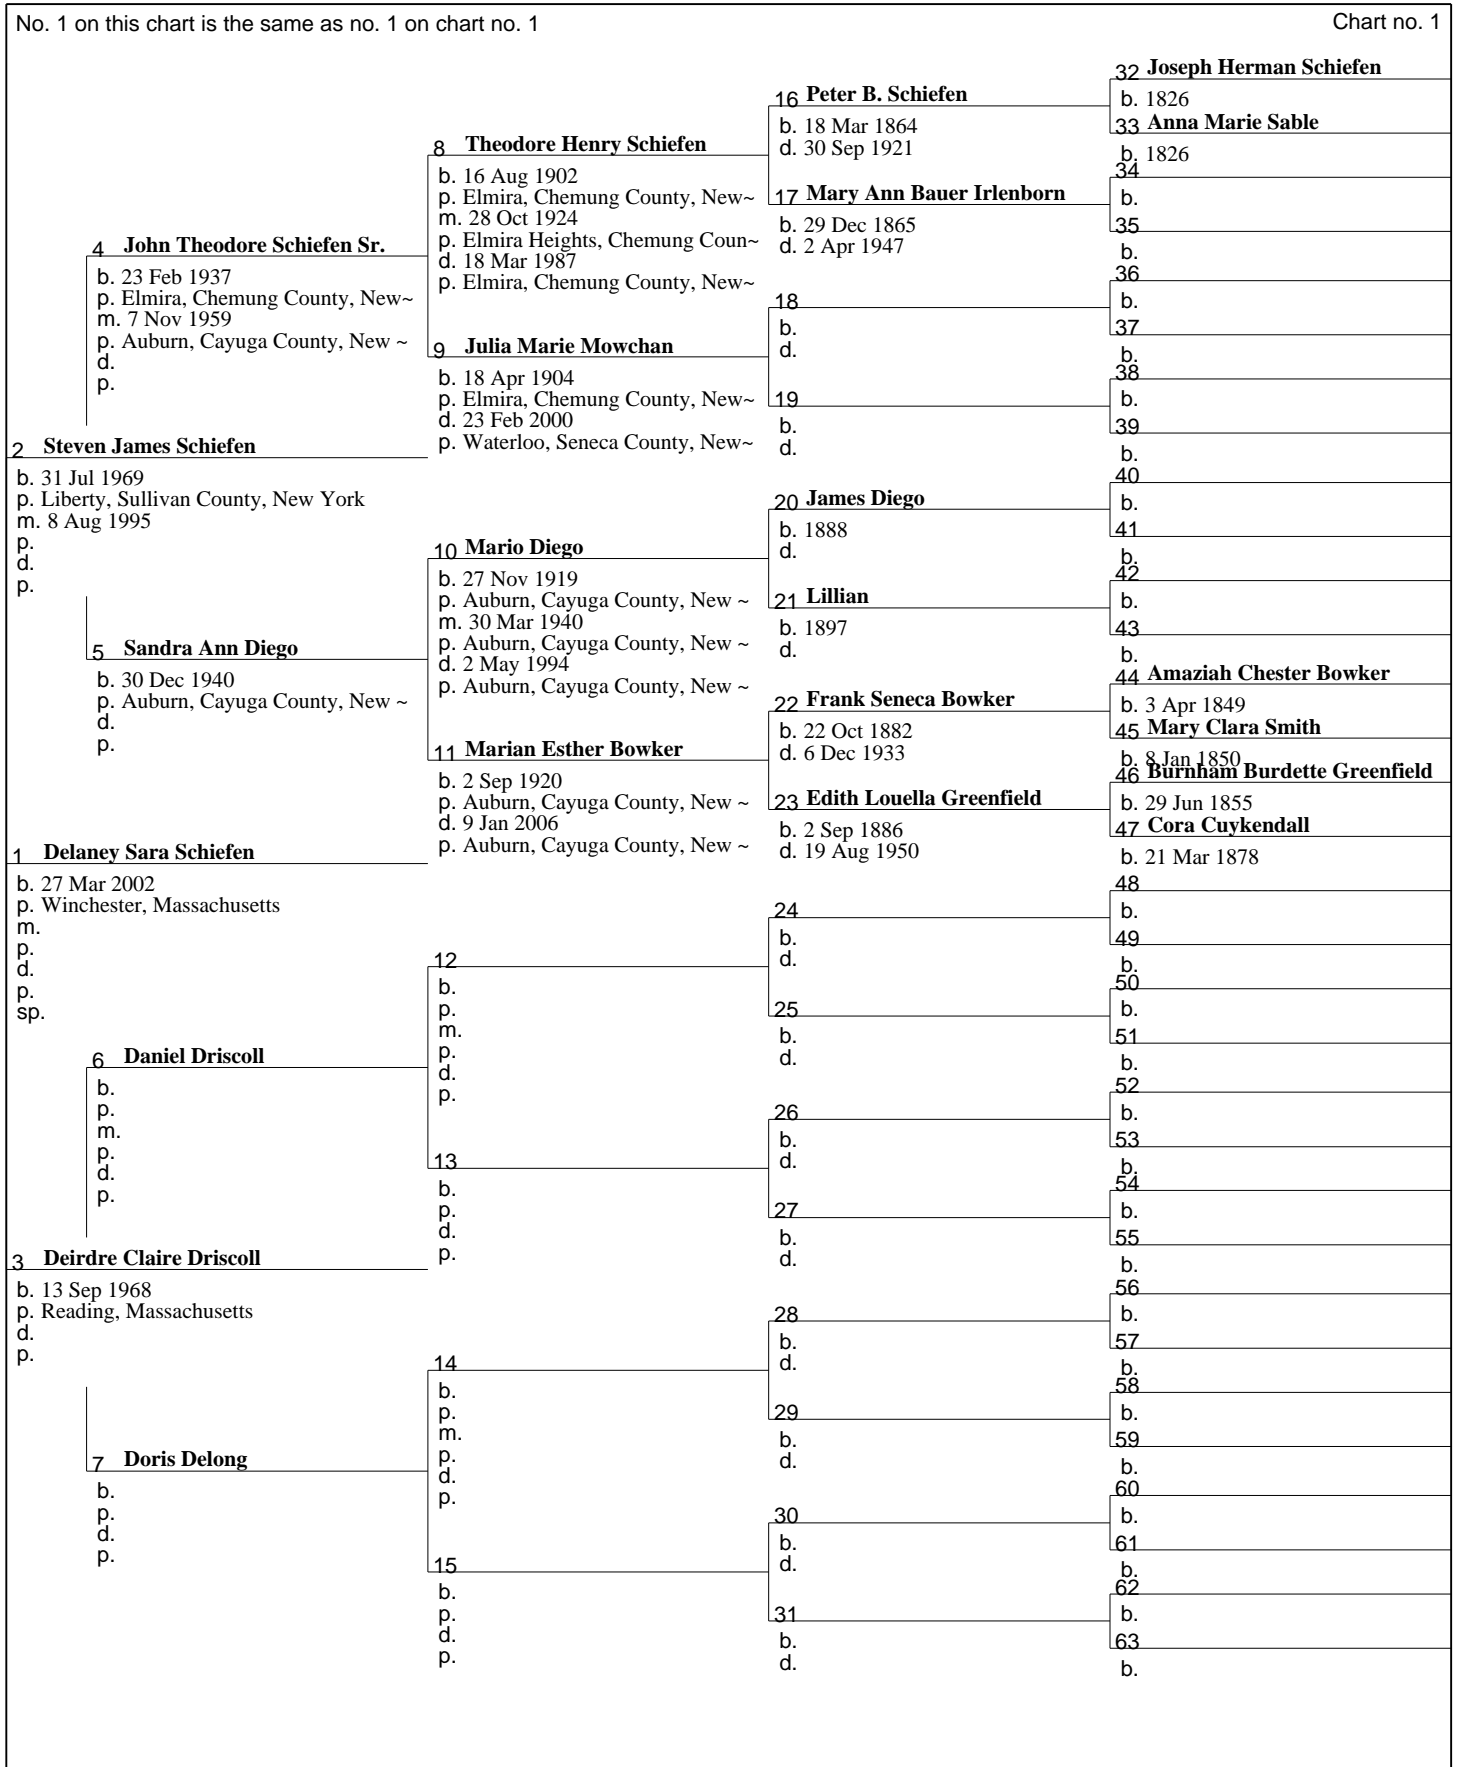 No. 1 on this chart is the same as no. 1 on chart no. 1
Chart no. 1
1 Delaney Sara Schiefen
b. 27 Mar 2002
p. Winchester, Massachusetts
m.
p.
d.
p.
sp.
2 Steven James Schiefen
b. 31 Jul 1969
p. Liberty, Sullivan County, New York
m. 8 Aug 1995
p.
d.
p.
3 Deirdre Claire Driscoll
b. 13 Sep 1968
p. Reading, Massachusetts
d.
p.
4 John Theodore Schiefen Sr.
b. 23 Feb 1937
p. Elmira, Chemung County, New~
m. 7 Nov 1959
p. Auburn, Cayuga County, New ~
d.
p.
5 Sandra Ann Diego
b. 30 Dec 1940
p. Auburn, Cayuga County, New ~
d.
p.
6 Daniel Driscoll
b.
p.
m.
p.
d.
p.
7 Doris Delong
b.
p.
d.
p.
8 Theodore Henry Schiefen
b. 16 Aug 1902
p. Elmira, Chemung County, New~
m. 28 Oct 1924
p. Elmira Heights, Chemung Coun~
d. 18 Mar 1987
p. Elmira, Chemung County, New~
9 Julia Marie Mowchan
b. 18 Apr 1904
p. Elmira, Chemung County, New~
d. 23 Feb 2000
p. Waterloo, Seneca County, New~
10 Mario Diego
b. 27 Nov 1919
p. Auburn, Cayuga County, New ~
m. 30 Mar 1940
p. Auburn, Cayuga County, New ~
d. 2 May 1994
p. Auburn, Cayuga County, New ~
11 Marian Esther Bowker
b. 2 Sep 1920
p. Auburn, Cayuga County, New ~
d. 9 Jan 2006
p. Auburn, Cayuga County, New ~
12
b.
p.
m.
p.
d.
p.
13
b.
p.
d.
p.
14
b.
p.
m.
p.
d.
p.
15
b.
p.
d.
p.
16 Peter B. Schiefen
b. 18 Mar 1864
d. 30 Sep 1921
17 Mary Ann Bauer Irlenborn
b. 29 Dec 1865
d. 2 Apr 1947
18
b.
d.
19
b.
d.
20 James Diego
b. 1888
d.
21 Lillian
b. 1897
d.
22 Frank Seneca Bowker
b. 22 Oct 1882
d. 6 Dec 1933
23 Edith Louella Greenfield
b. 2 Sep 1886
d. 19 Aug 1950
24
b.
d.
25
b.
d.
26
b.
d.
27
b.
d.
28
b.
d.
29
b.
d.
30
b.
d.
31
b.
d.
32 Joseph Herman Schiefen
b. 1826
33 Anna Marie Sable
b. 1826
34
b.
35
b.
36
b.
37
b.
38
b.
39
b.
40
b.
41
b.
42
b.
43
b.
44 Amaziah Chester Bowker
b. 3 Apr 1849
45 Mary Clara Smith
b. 8 Jan 1850
46 Burnham Burdette Greenfield
b. 29 Jun 1855
47 Cora Cuykendall
b. 21 Mar 1878
48
b.
49
b.
50
b.
51
b.
52
b.
53
b.
54
b.
55
b.
56
b.
57
b.
58
b.
59
b.
60
b.
61
b.
62
b.
63
b.